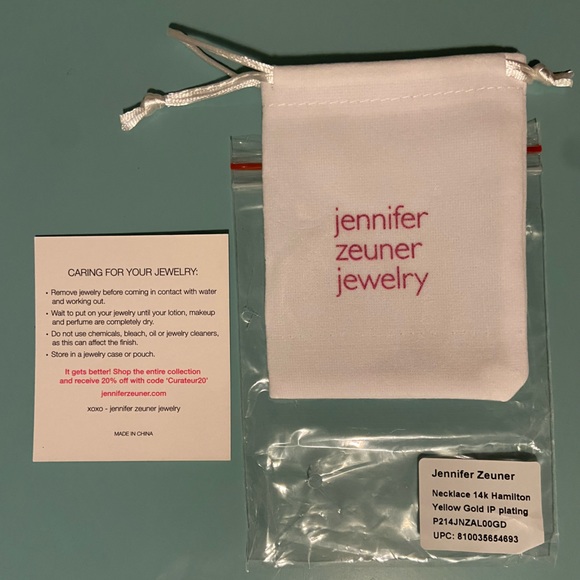 jennifer
zeuner
jewelry
CARING FOR YOUR JEWELRY:
• Remove jewelry before coming in contact with water
and working out.
• Wait to put on your jewelry until your lotion, makeup
and perfume are completely dry.
• Do not use chemicals, bleach, oil or jewelry cleaners,
as this can affect the finish.
• Store in a jewelry case or pouch.
It gets better! Shop the entire collection
and receive 20% off with code "Curateur20"
jenniferzeuner.com
xoxo - jennifer zeuner jewelry
MADE IN CHINA
Jennifer Zeuner
Necklace 14k Hamilton
Yellow Gold IP plating
P214JNZAL00GD
UPC: 810035654693